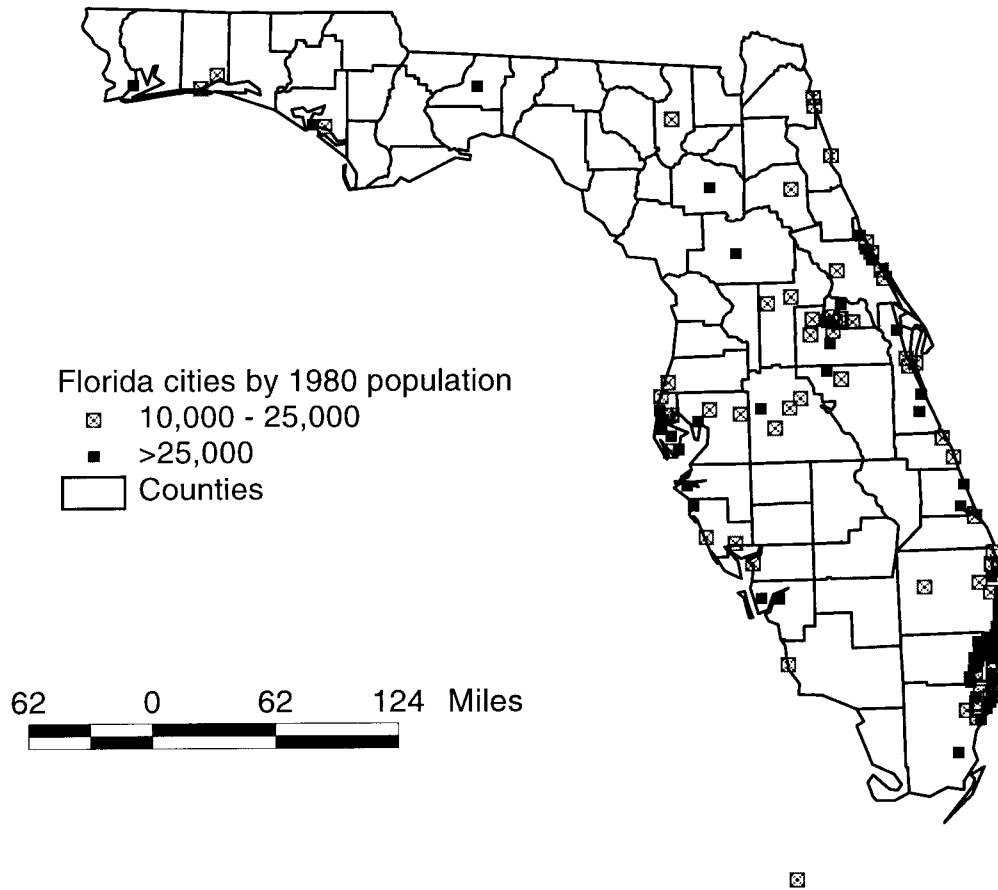 Florida cities by 1980 population
10,000 - 25,000
>25,000
Counties
62 0 62 124 Miles